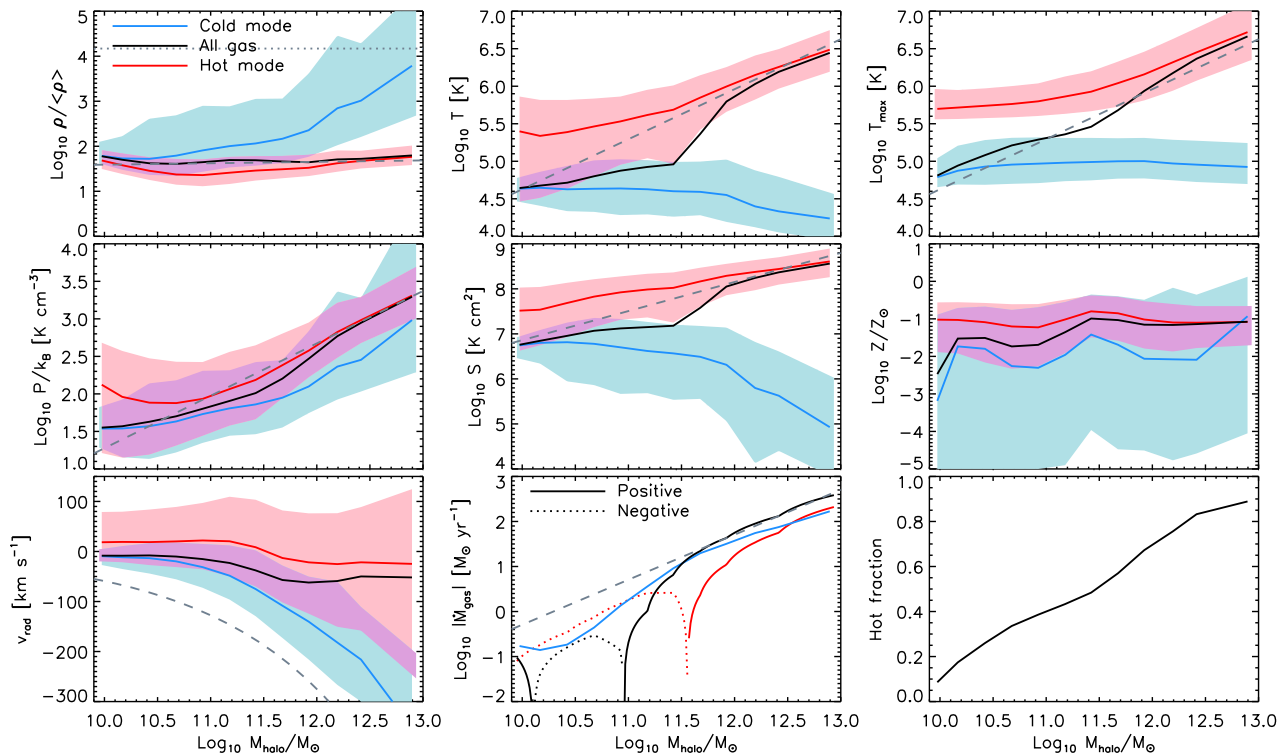 Log₁₀ ρ/<ρ>
5
4
3
2
1
0
Cold mode
All gas
Hot mode
Log₁₀ T [K]
7.0
6.5
6.0
5.5
5.0
4.5
4.0
Log₁₀ Tmax [K]
7.0
6.5
6.0
5.5
5.0
4.5
4.0
Log₁₀ P/kB [K cm⁻³]
4.0
3.5
3.0
2.5
2.0
1.5
1.0
Log₁₀ S [K cm²]
9
8
7
6
5
4
Log₁₀ Z/Z⊙
1
0
−1
−2
−3
−4
−5
vrad [km s⁻¹]
100
0
−100
−200
−300
10.0 10.5 11.0 11.5 12.0 12.5 13.0
Log₁₀ Mhalo/M⊙
Log₁₀ |Ṁgas| [M⊙ yr⁻¹]
3
2
1
0
−1
−2
Positive
Negative
10.0 10.5 11.0 11.5 12.0 12.5 13.0
Log₁₀ Mhalo/M⊙
Hot fraction
1.0
0.8
0.6
0.4
0.2
0.0
10.0 10.5 11.0 11.5 12.0 12.5 13.0
Log₁₀ Mhalo/M⊙